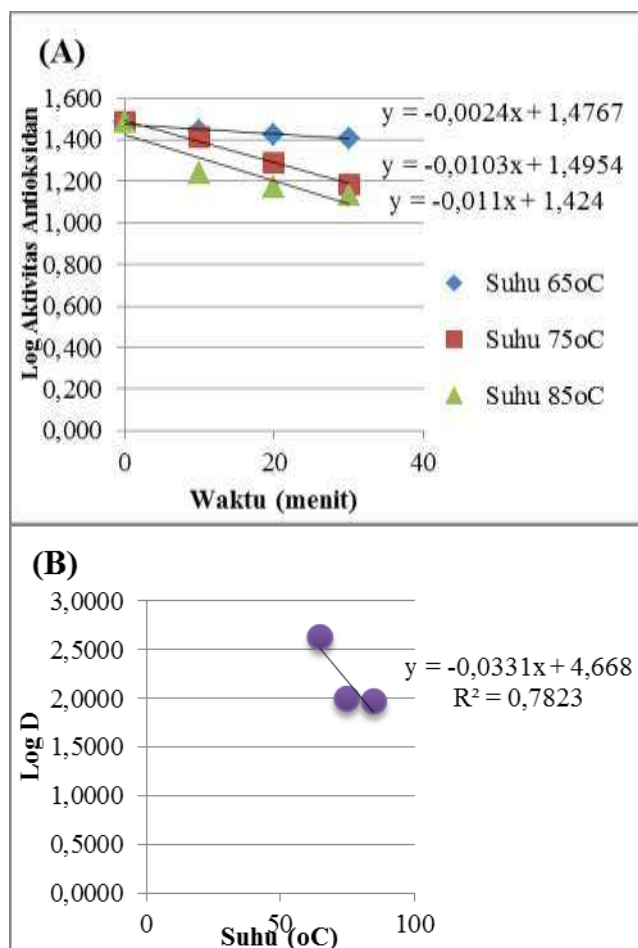 (A)
Log Aktivitas Antioksidan
1,600
1,400
1,200
1,000
0,800
0,600
0,400
0,200
0,000
0
20
40
Waktu (menit)
y = -0,0024x + 1,4767
y = -0,0103x + 1,4954
y = -0,011x + 1,424
Suhu 65oC
Suhu 75oC
Suhu 85oC
(B)
Log D
3,0000
2,5000
2,0000
1,5000
1,0000
0,5000
0,0000
0
50
100
Suhu (oC)
y = -0,0331x + 4,668
R² = 0,7823